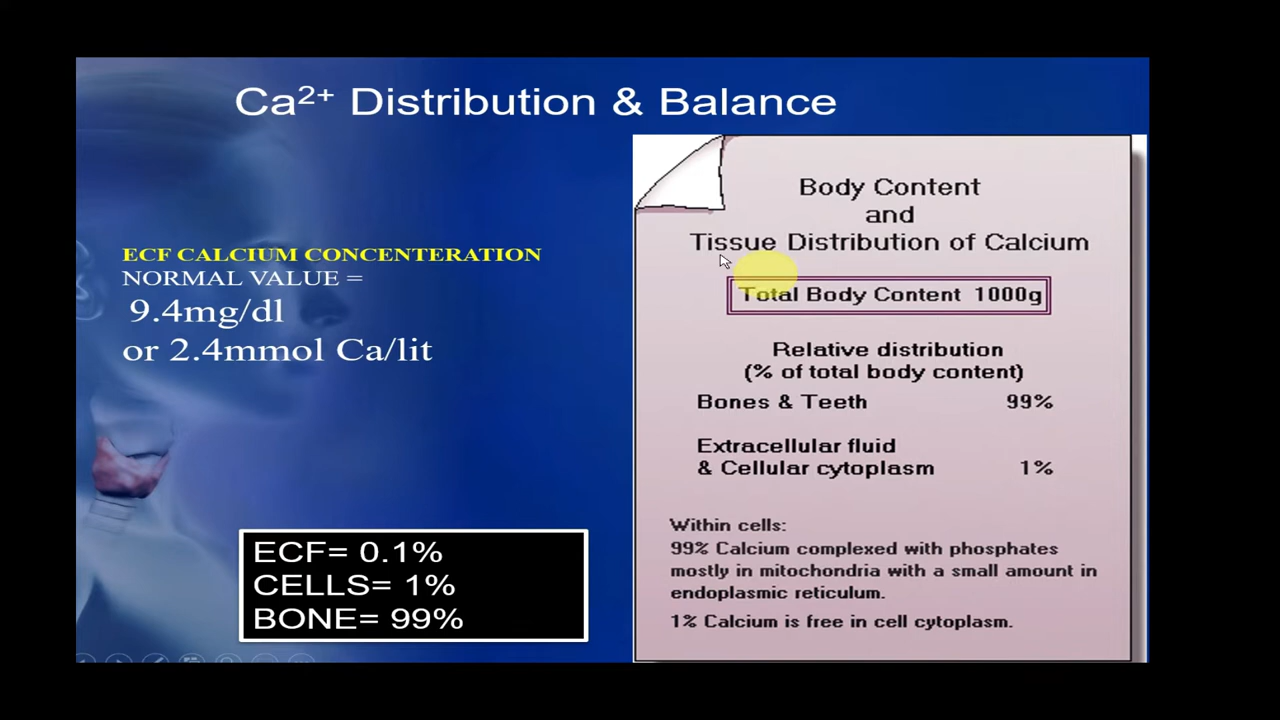 Ca²⁺ Distribution & Balance
ECF CALCIUM CONCENTERATION
NORMAL VALUE =
9.4mg/dl
or 2.4mmol Ca/lit
ECF= 0.1%
CELLS= 1%
BONE= 99%
Body Content
and
Tissue Distribution of Calcium
Total Body Content 1000g
Relative distribution
(% of total body content)
Bones & Teeth 99%
Extracellular fluid
& Cellular cytoplasm 1%
Within cells:
99% Calcium complexed with phosphates
mostly in mitochondria with a small amount in
endoplasmic reticulum.
1% Calcium is free in cell cytoplasm.